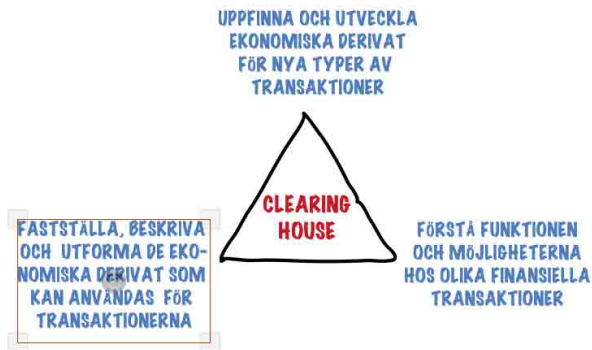 UPPFINNA OCH UTVECKLA
EKONOMISKA DERIVAT
FÖR NYA TYPER AV
TRANSAKTIONER
CLEARING
HOUSE
FASTSTÄLLA, BESKRIVA
OCH UTFORMA DE EKO-
NOMISKA DERIVAT SOM
KAN ANVÄNDAS FÖR
TRANSAKTIONERNA
FÖRSTÅ FUNKTIONEN
OCH MÖJLIGHETERNA
HOS OLIKA FINANSIELLA
TRANSAKTIONER